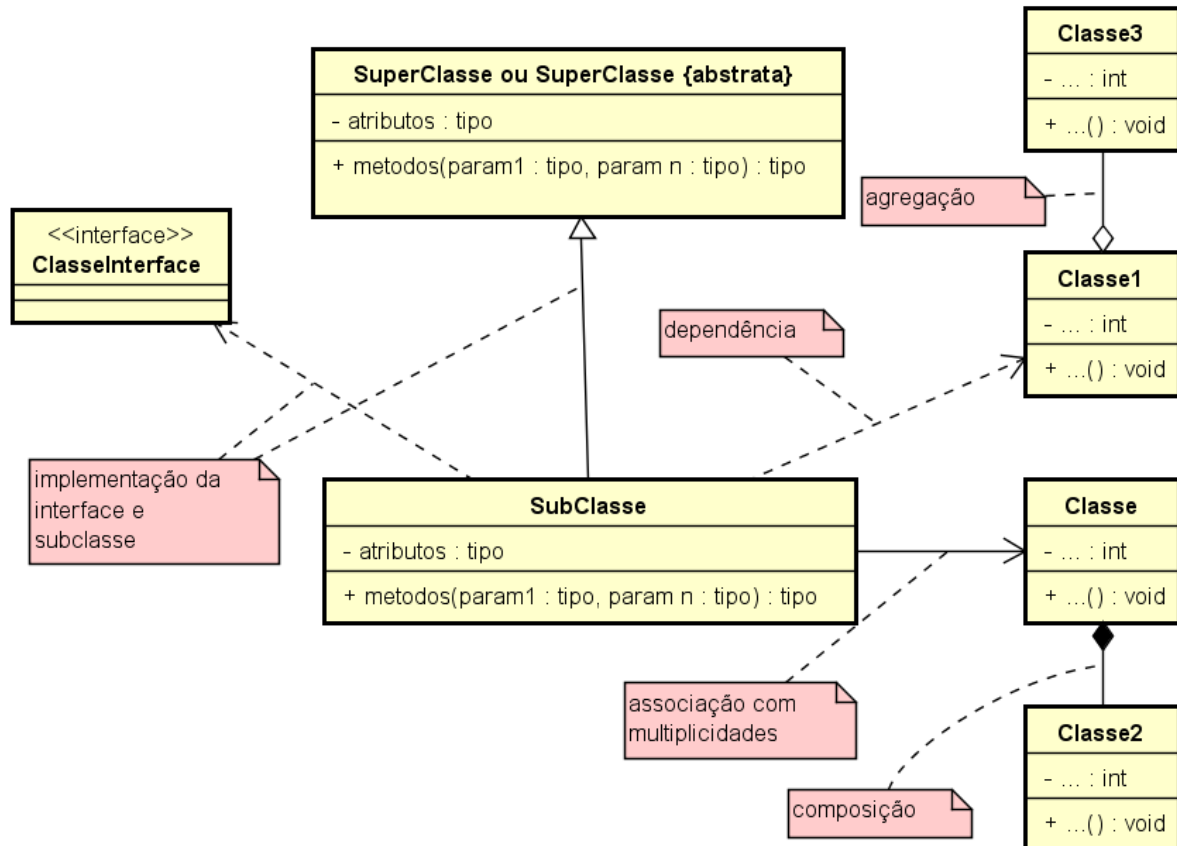 Classe3
- ... : int
+ ...() : void
SuperClasse ou SuperClasse {abstrata}
- atributos : tipo
+ metodos(param1 : tipo, param n : tipo) : tipo
agregação
<<interface>>
ClasseInterface
Classe1
- ... : int
+ ...() : void
dependência
implementação da
interface e
subclasse
SubClasse
- atributos : tipo
+ metodos(param1 : tipo, param n : tipo) : tipo
Classe
- ... : int
+ ...() : void
associação com
multiplicidades
Classe2
- ... : int
+ ...() : void
composição